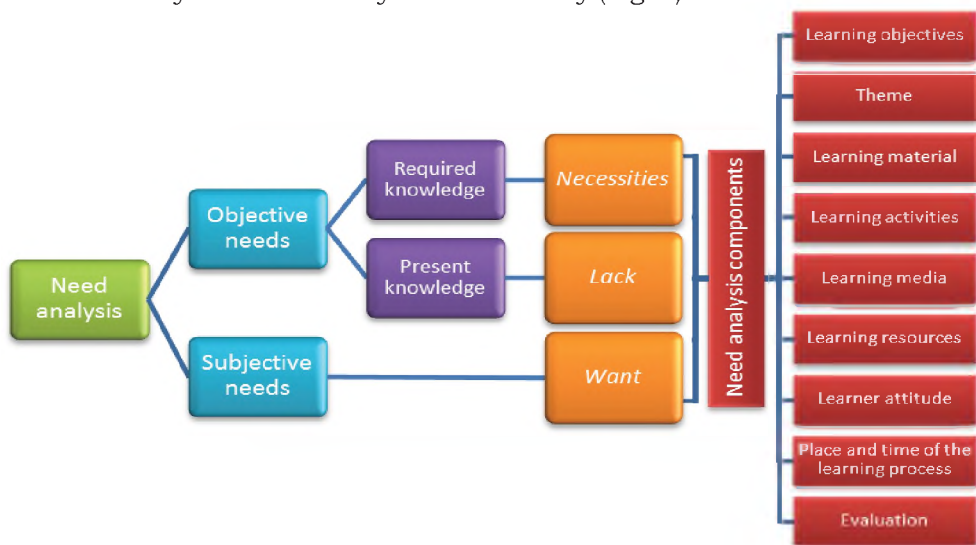 Need
analysis
Objective
needs
Subjective
needs
Required
knowledge
Present
knowledge
Necessities
Lack
Want
Need analysis components
Learning objectives
Theme
Learning material
Learning activities
Learning media
Learning resources
Learner attitude
Place and time of the
learning process
Evaluation